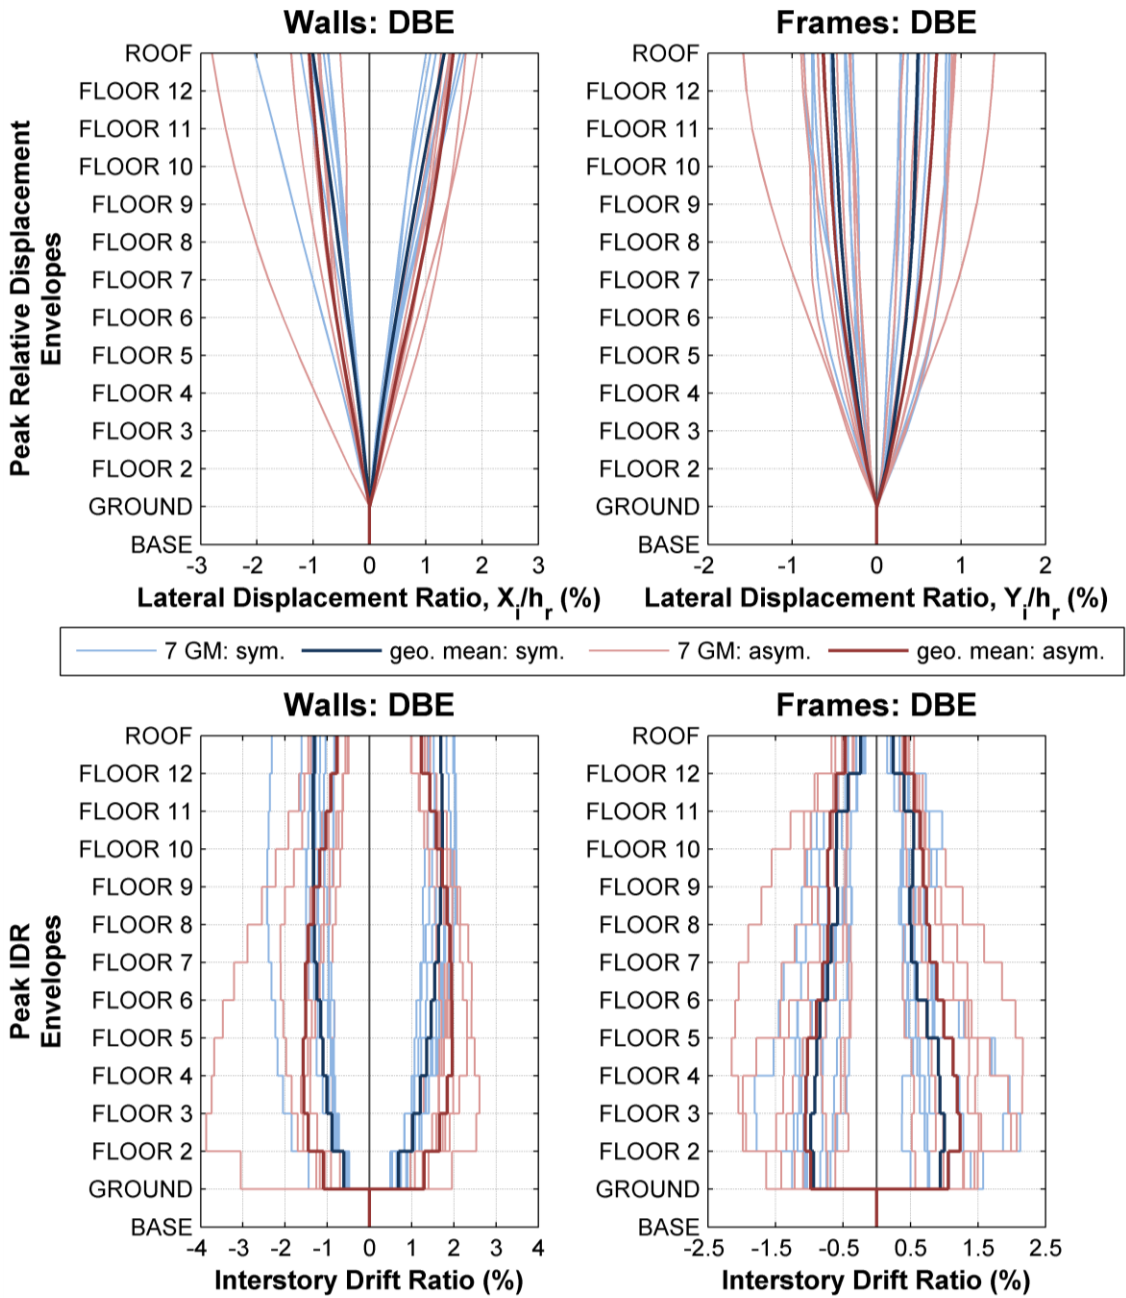 Walls: DBE
Frames: DBE
Peak Relative Displacement
Envelopes
ROOF
FLOOR 12
FLOOR 11
FLOOR 10
FLOOR 9
FLOOR 8
FLOOR 7
FLOOR 6
FLOOR 5
FLOOR 4
FLOOR 3
FLOOR 2
GROUND
BASE
-3 -2 -1 0 1 2 3
Lateral Displacement Ratio, X_i/h_r (%)
ROOF
FLOOR 12
FLOOR 11
FLOOR 10
FLOOR 9
FLOOR 8
FLOOR 7
FLOOR 6
FLOOR 5
FLOOR 4
FLOOR 3
FLOOR 2
GROUND
BASE
-2 -1 0 1 2
Lateral Displacement Ratio, Y_i/h_r (%)
7 GM: sym. geo. mean: sym. 7 GM: asym. geo. mean: asym.
Walls: DBE
Frames: DBE
Peak IDR
Envelopes
ROOF
FLOOR 12
FLOOR 11
FLOOR 10
FLOOR 9
FLOOR 8
FLOOR 7
FLOOR 6
FLOOR 5
FLOOR 4
FLOOR 3
FLOOR 2
GROUND
BASE
-4 -3 -2 -1 0 1 2 3 4
Interstory Drift Ratio (%)
ROOF
FLOOR 12
FLOOR 11
FLOOR 10
FLOOR 9
FLOOR 8
FLOOR 7
FLOOR 6
FLOOR 5
FLOOR 4
FLOOR 3
FLOOR 2
GROUND
BASE
-2.5 -1.5 -0.5 0.5 1.5 2.5
Interstory Drift Ratio (%)